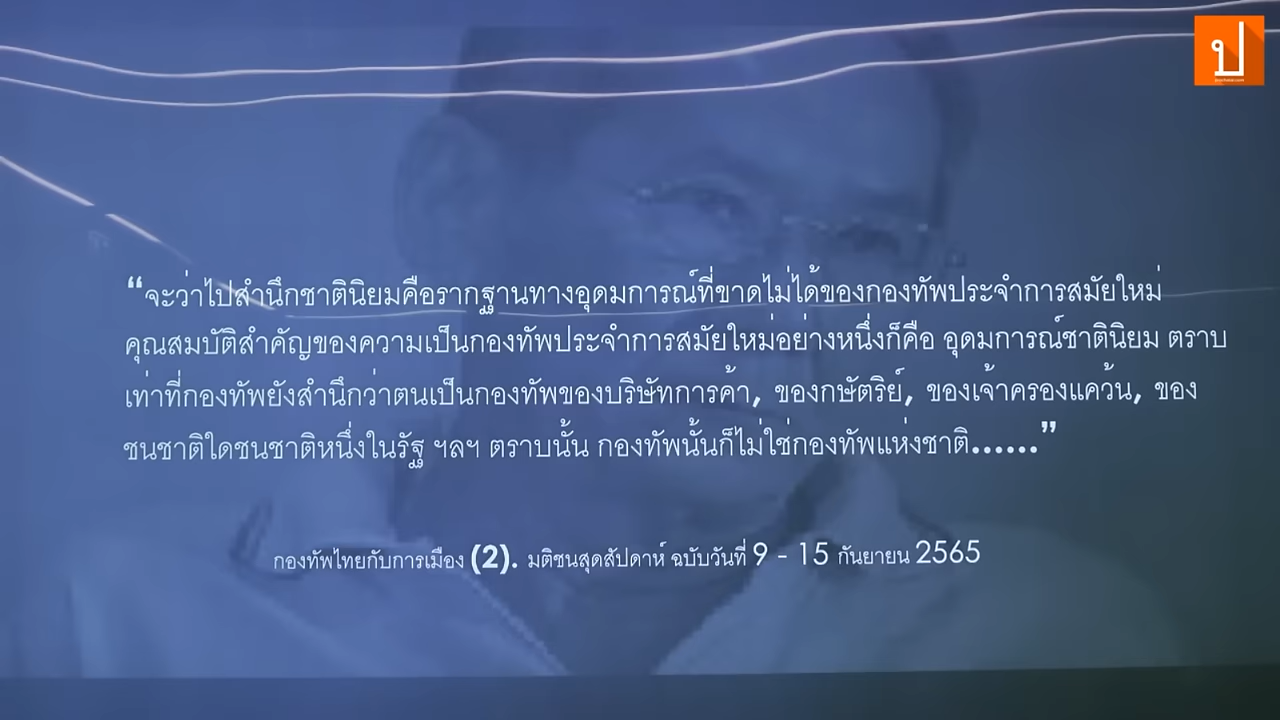 ป
“จะว่าไปสำนึกชาตินิยมคือรากฐานทางอุดมการณ์ที่ขาดไม่ได้ของกองทัพประจำการสมัยใหม่
คุณสมบัติสำคัญของความเป็นกองทัพประจำการสมัยใหม่อย่างหนึ่งก็คือ อุดมการณ์ชาตินิยม ตราบ
เท่าที่กองทัพยังสำนึกว่าตนเป็นกองทัพของบริษัทการค้า, ของกษัตริย์, ของเจ้าครองแคว้น, ของ
ชนชาติใดชนชาติหนึ่งในรัฐ ฯลฯ ตราบนั้น กองทัพนั้นก็ไม่ใช่กองทัพแห่งชาติ......”
กองทัพไทยกับการเมือง (2). มติชนสุดสัปดาห์ ฉบับวันที่ 9 - 15 กันยายน 2565